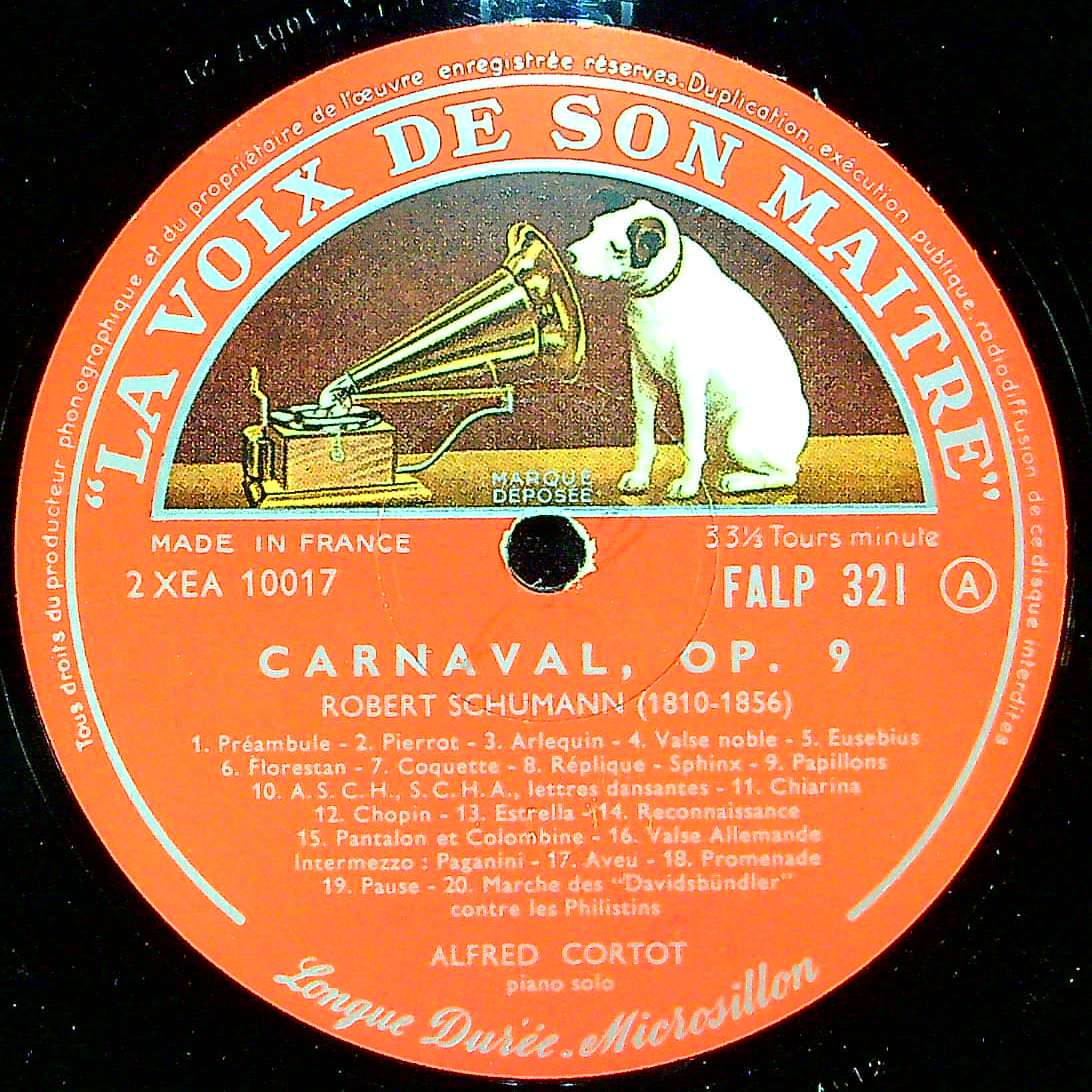 Tous droits du producteur phonographique et du propriétaire de l'œuvre enregistrée réservés. Duplication, exécution publique, radiodiffusion de ce disque interdites
“LA VOIX DE SON MAITRE”
MARQUE
DÉPOSÉE
MADE IN FRANCE
33⅓ Tours minute
2 XEA 10017
FALP 321
A
CARNAVAL, OP. 9
ROBERT SCHUMANN (1810-1856)
1. Préambule - 2. Pierrot - 3. Arlequin - 4. Valse noble - 5. Eusebius
6. Florestan - 7. Coquette - 8. Réplique - Sphinx - 9. Papillons
10. A.S.C.H., S.C.H.A., lettres dansantes - 11. Chiarina
12. Chopin - 13. Estrella - 14. Reconnaissance
15. Pantalon et Colombine - 16. Valse Allemande
Intermezzo : Paganini - 17. Aveu - 18. Promenade
19. Pause - 20. Marche des “Davidsbündler”
contre les Philistins
ALFRED CORTOT
piano solo
Longue Durée - Microsillon